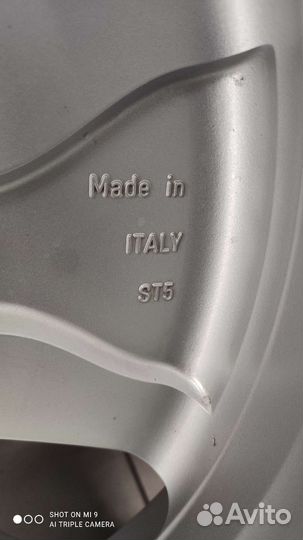 Made in
ITALY
ST5
SHOT ON MI 9
AI TRIPLE CAMERA
Avito